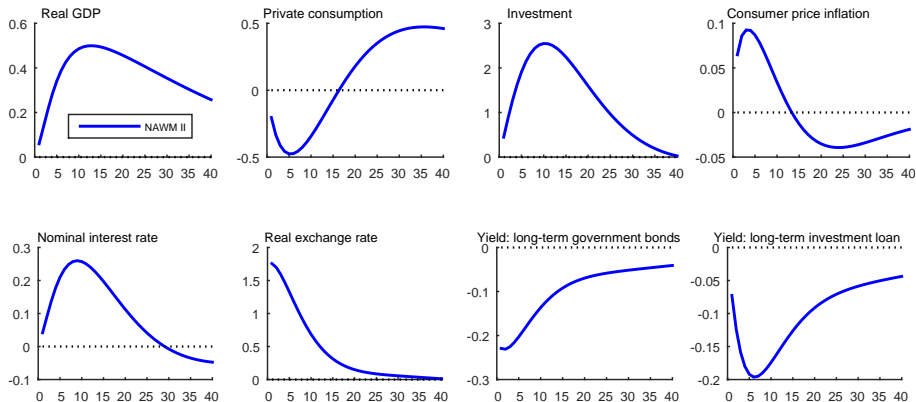 Real GDP
0.6
0.4
0.2
0
0 5 10 15 20 25 30 35 40
NAWM II
Private consumption
0.5
0
-0.5
0 5 10 15 20 25 30 35 40
Investment
3
2
1
0
0 5 10 15 20 25 30 35 40
Consumer price inflation
0.1
0.05
0
-0.05
0 5 10 15 20 25 30 35 40
Nominal interest rate
0.3
0.2
0.1
0
-0.1
0 5 10 15 20 25 30 35 40
Real exchange rate
2
1.5
1
0.5
0
0 5 10 15 20 25 30 35 40
Yield: long-term government bonds
0
-0.1
-0.2
-0.3
0 5 10 15 20 25 30 35 40
Yield: long-term investment loan
0
-0.05
-0.1
-0.15
-0.2
0 5 10 15 20 25 30 35 40